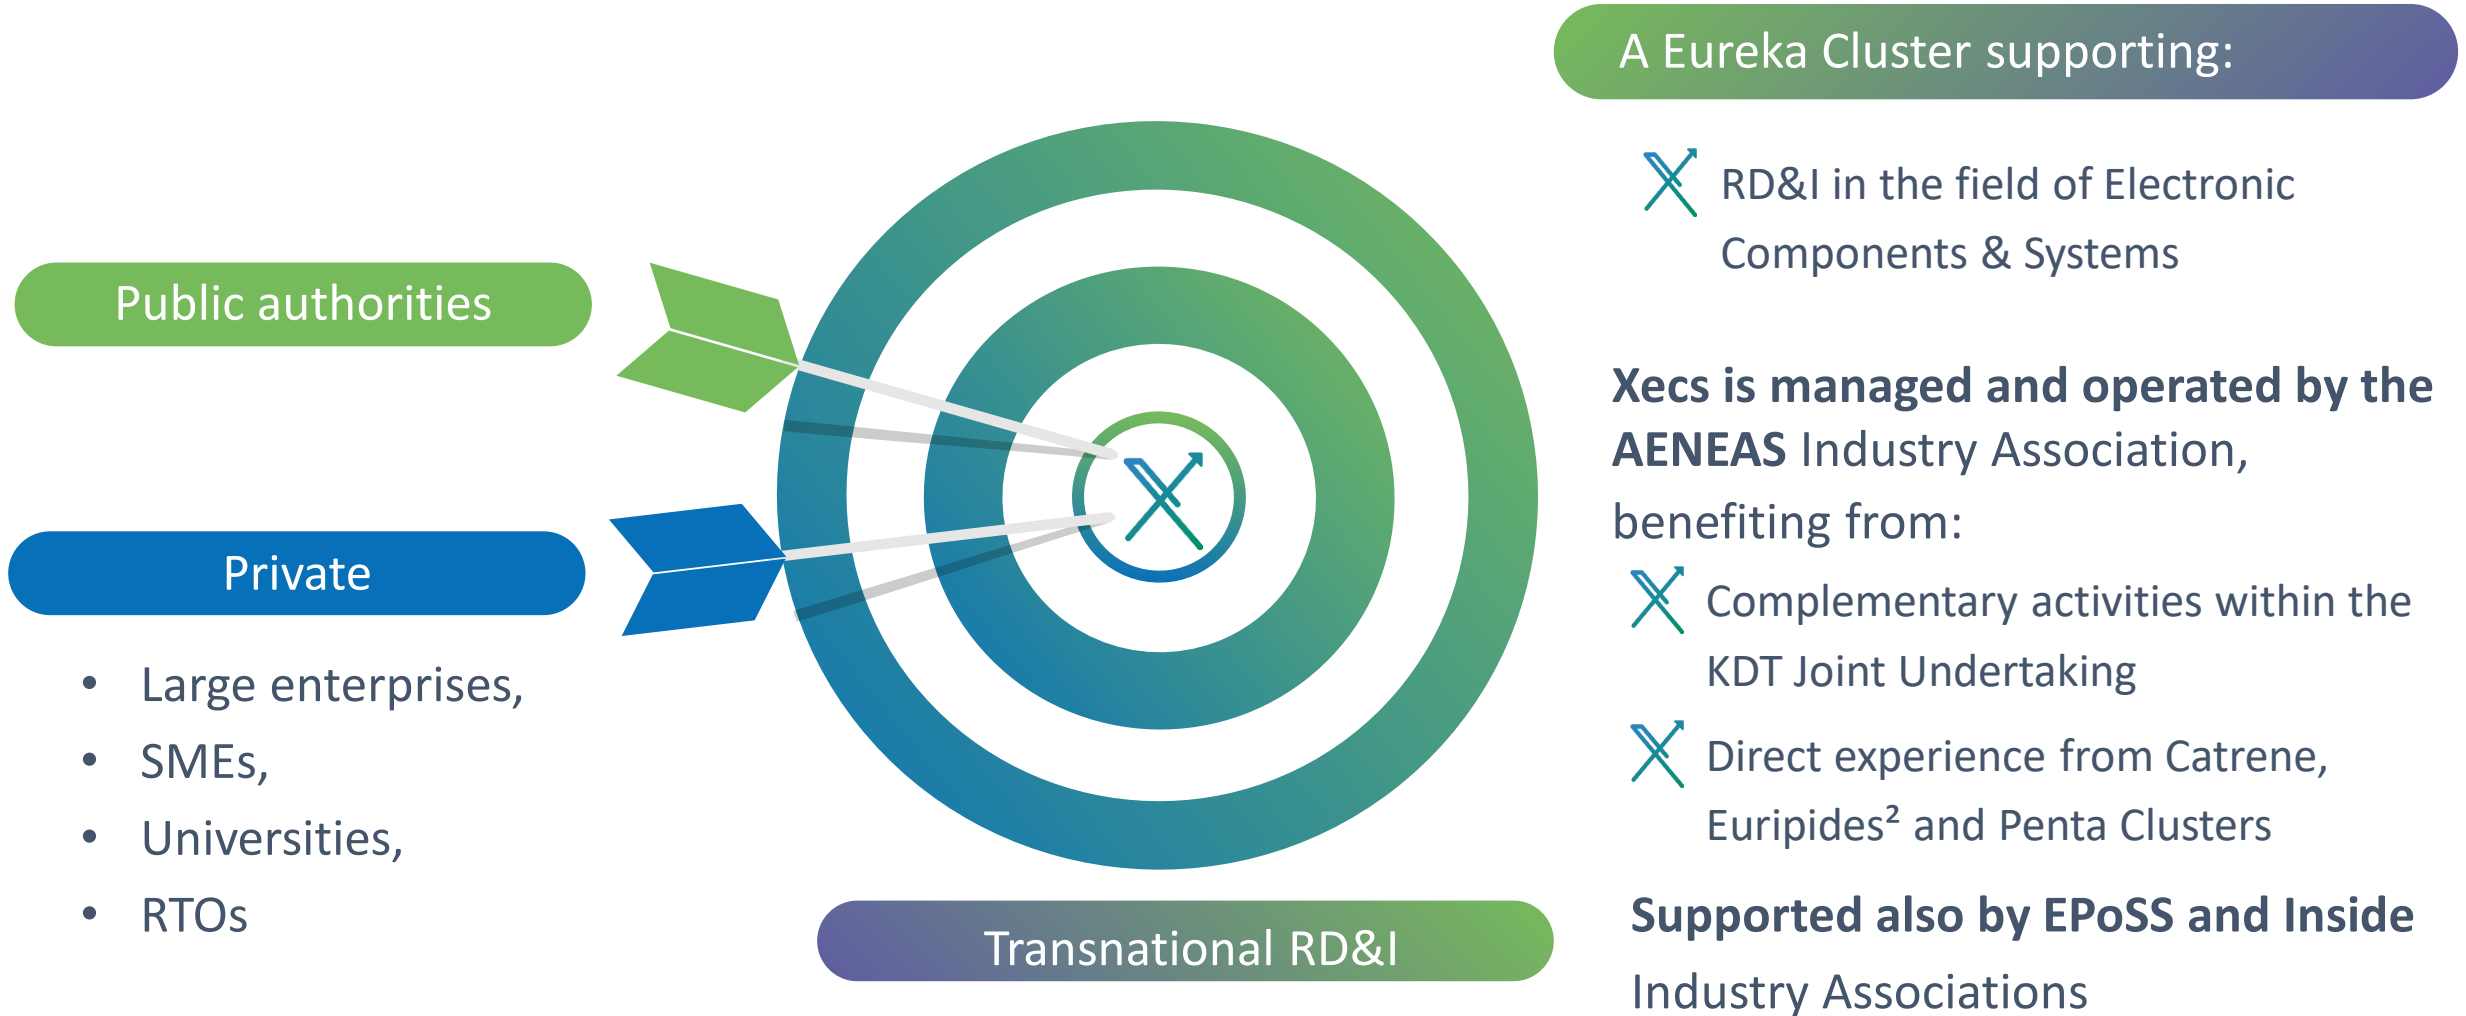 Public authorities
Private
• Large enterprises,
• SMEs,
• Universities,
• RTOs
Transnational RD&I
A Eureka Cluster supporting:
RD&I in the field of Electronic
Components & Systems
Xecs is managed and operated by the
AENEAS Industry Association,
benefiting from:
Complementary activities within the
KDT Joint Undertaking
Direct experience from Catrene,
Euripides² and Penta Clusters
Supported also by EPoSS and Inside
Industry Associations